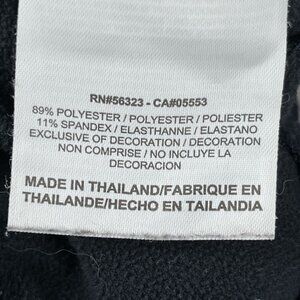 RN#56323 - CA#05553
89% POLYESTER / POLYESTER / POLIESTER
11% SPANDEX / ELASTHANNE / ELASTANO
EXCLUSIVE OF DECORATION / DECORATION
NON COMPRISE / NO INCLUYE LA
DECORACION
MADE IN THAILAND/FABRIQUE EN
THAILANDE/HECHO EN TAILANDIA